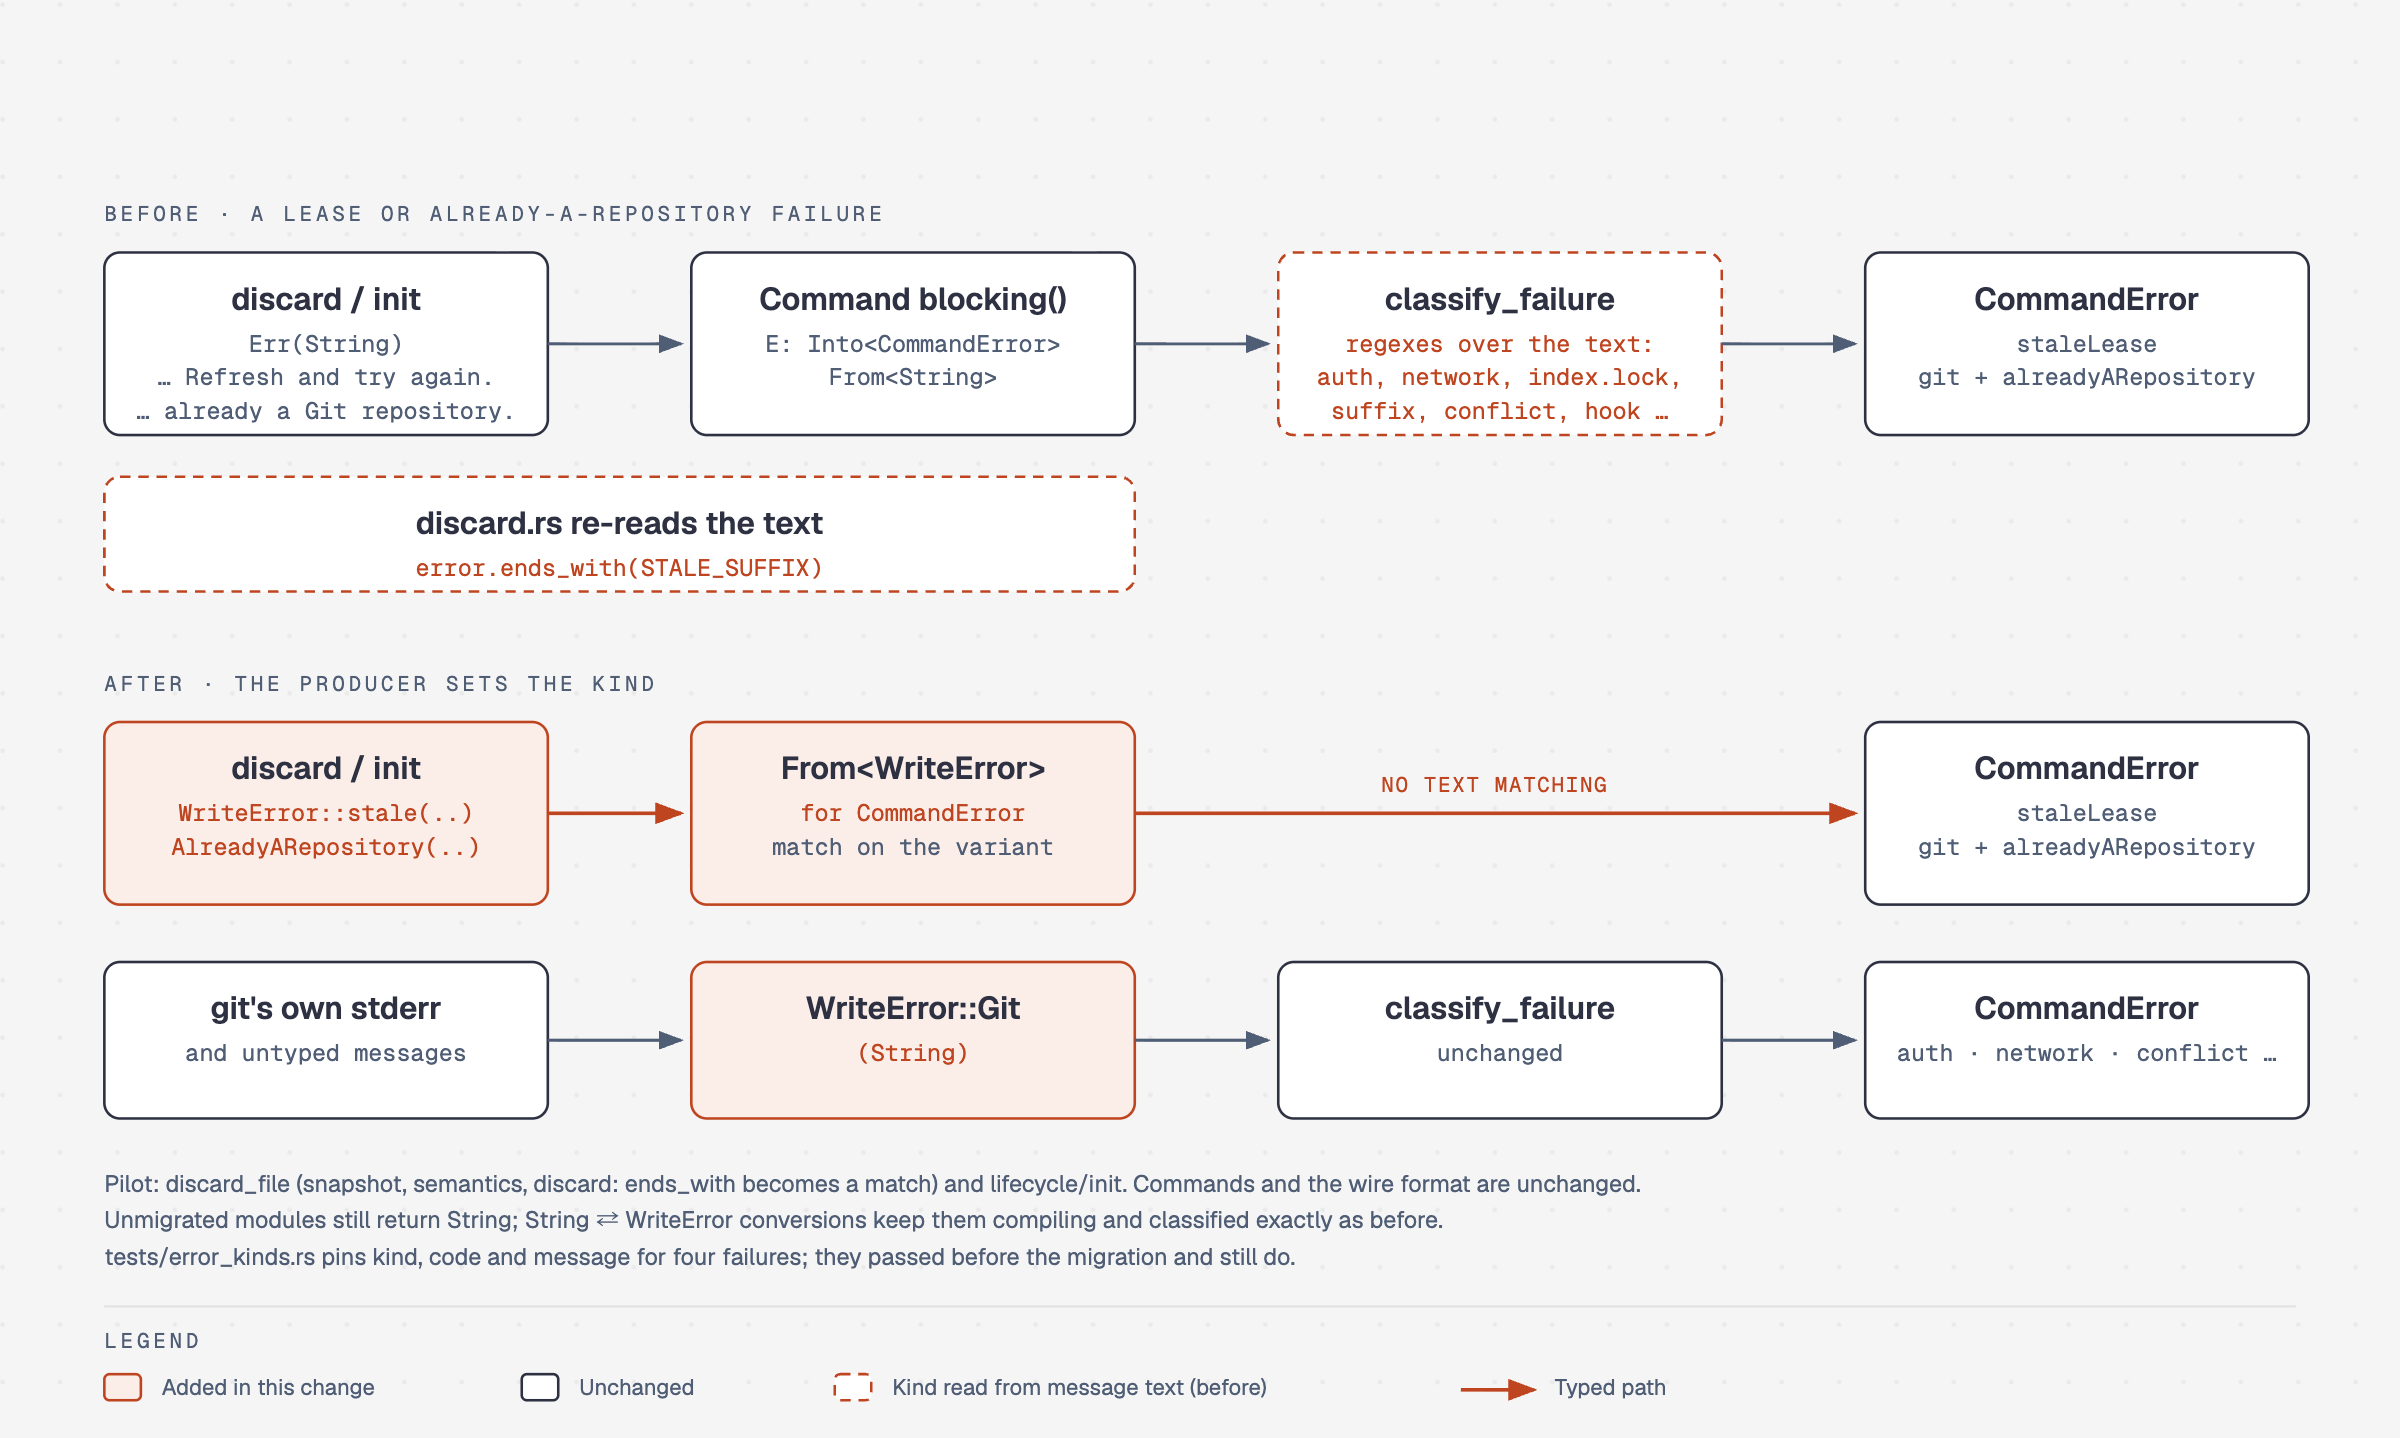 BEFORE · A LEASE OR ALREADY-A-REPOSITORY FAILURE
discard / init
Err(String)
… Refresh and try again.
… already a Git repository.
Command blocking()
E: Into<CommandError>
From<String>
classify_failure
regexes over the text:
auth, network, index.lock,
suffix, conflict, hook …
CommandError
staleLease
git + alreadyARepository
discard.rs re-reads the text
error.ends_with(STALE_SUFFIX)
AFTER · THE PRODUCER SETS THE KIND
discard / init
WriteError::stale(..)
AlreadyARepository(..)
From<WriteError>
for CommandError
match on the variant
NO TEXT MATCHING
CommandError
staleLease
git + alreadyARepository
git's own stderr
and untyped messages
WriteError::Git
(String)
classify_failure
unchanged
CommandError
auth · network · conflict …
Pilot: discard_file (snapshot, semantics, discard: ends_with becomes a match) and lifecycle/init. Commands and the wire format are unchanged.
Unmigrated modules still return String; String ⇄ WriteError conversions keep them compiling and classified exactly as before.
tests/error_kinds.rs pins kind, code and message for four failures; they passed before the migration and still do.
LEGEND
Added in this change
Unchanged
Kind read from message text (before)
Typed path